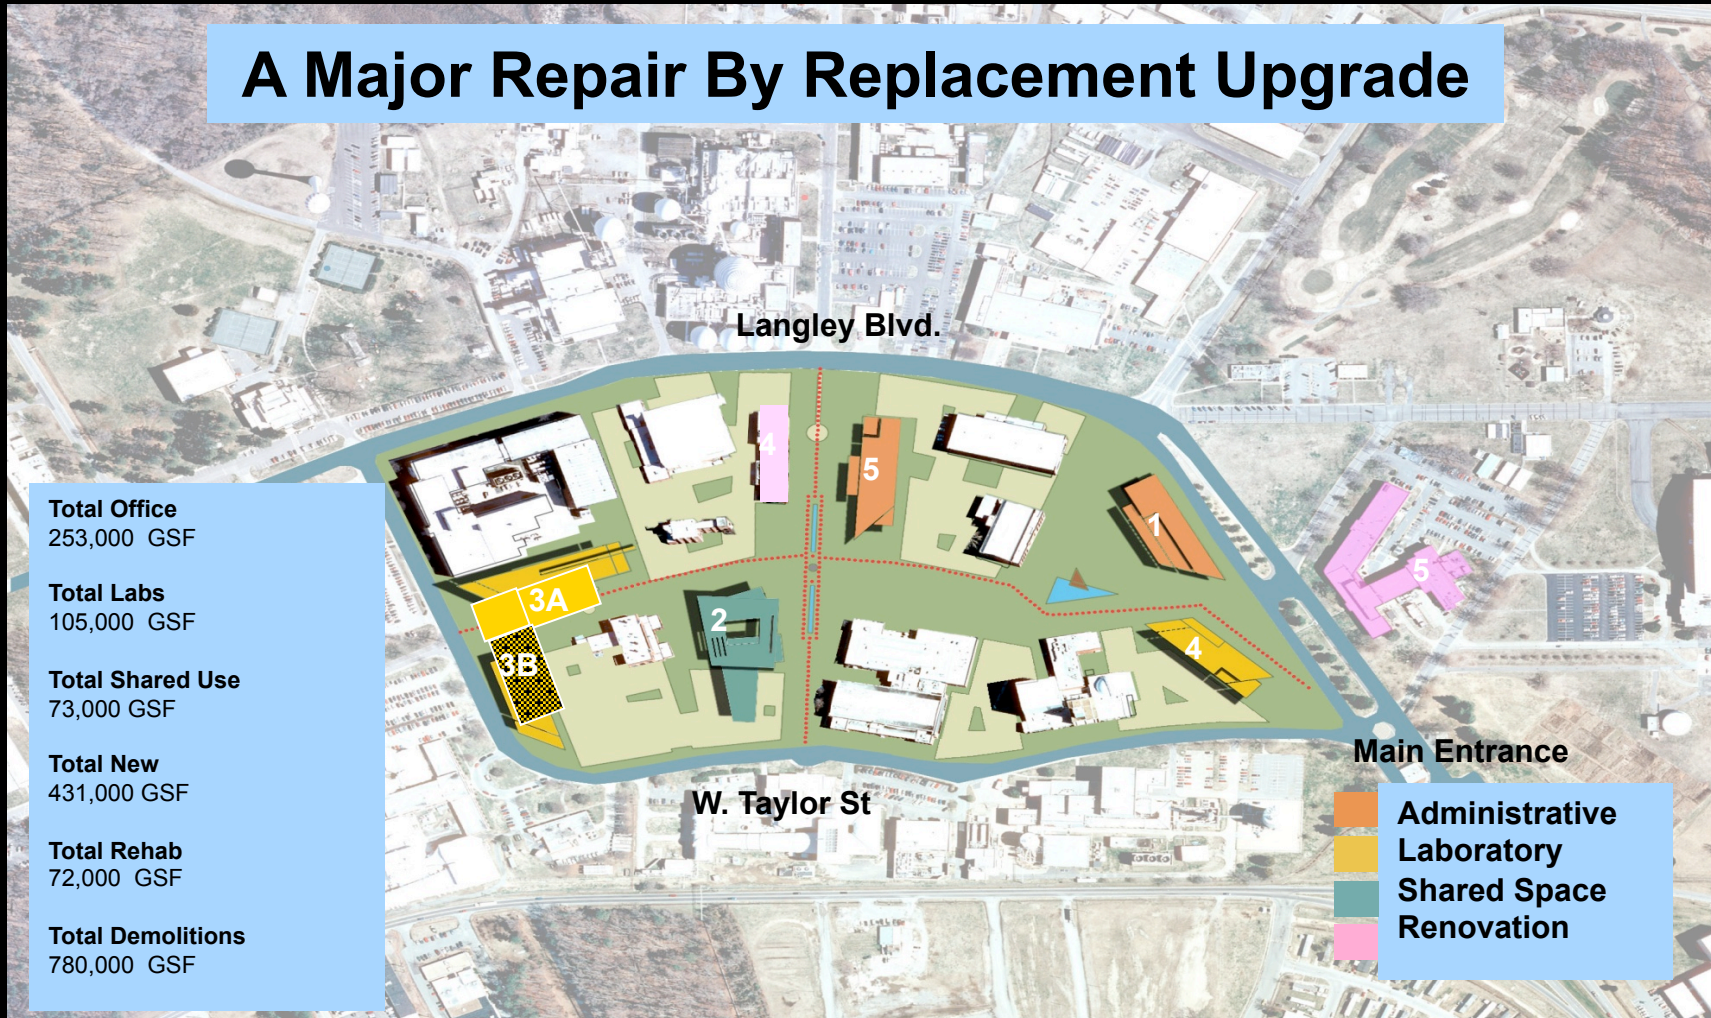 A Major Repair By Replacement Upgrade
Langley Blvd.
4
5
1
5
3A
2
3B
4
Total Office
253,000 GSF
Total Labs
105,000 GSF
Total Shared Use
73,000 GSF
Total New
431,000 GSF
Total Rehab
72,000 GSF
Total Demolitions
780,000 GSF
W. Taylor St
Main Entrance
Administrative
Laboratory
Shared Space
Renovation